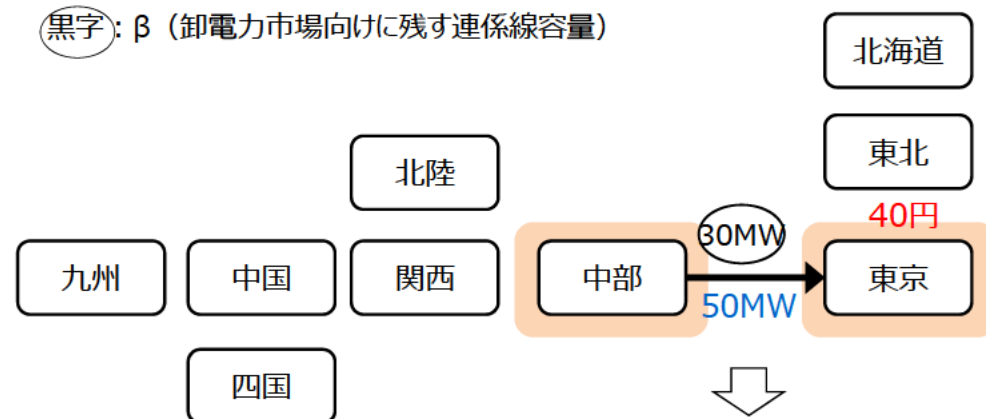 黒字: β（卸電力市場向けに残す連係線容量）
北海道
東北
北陸
40円
30MW
九州
中国
関西
中部
東京
50MW
四国